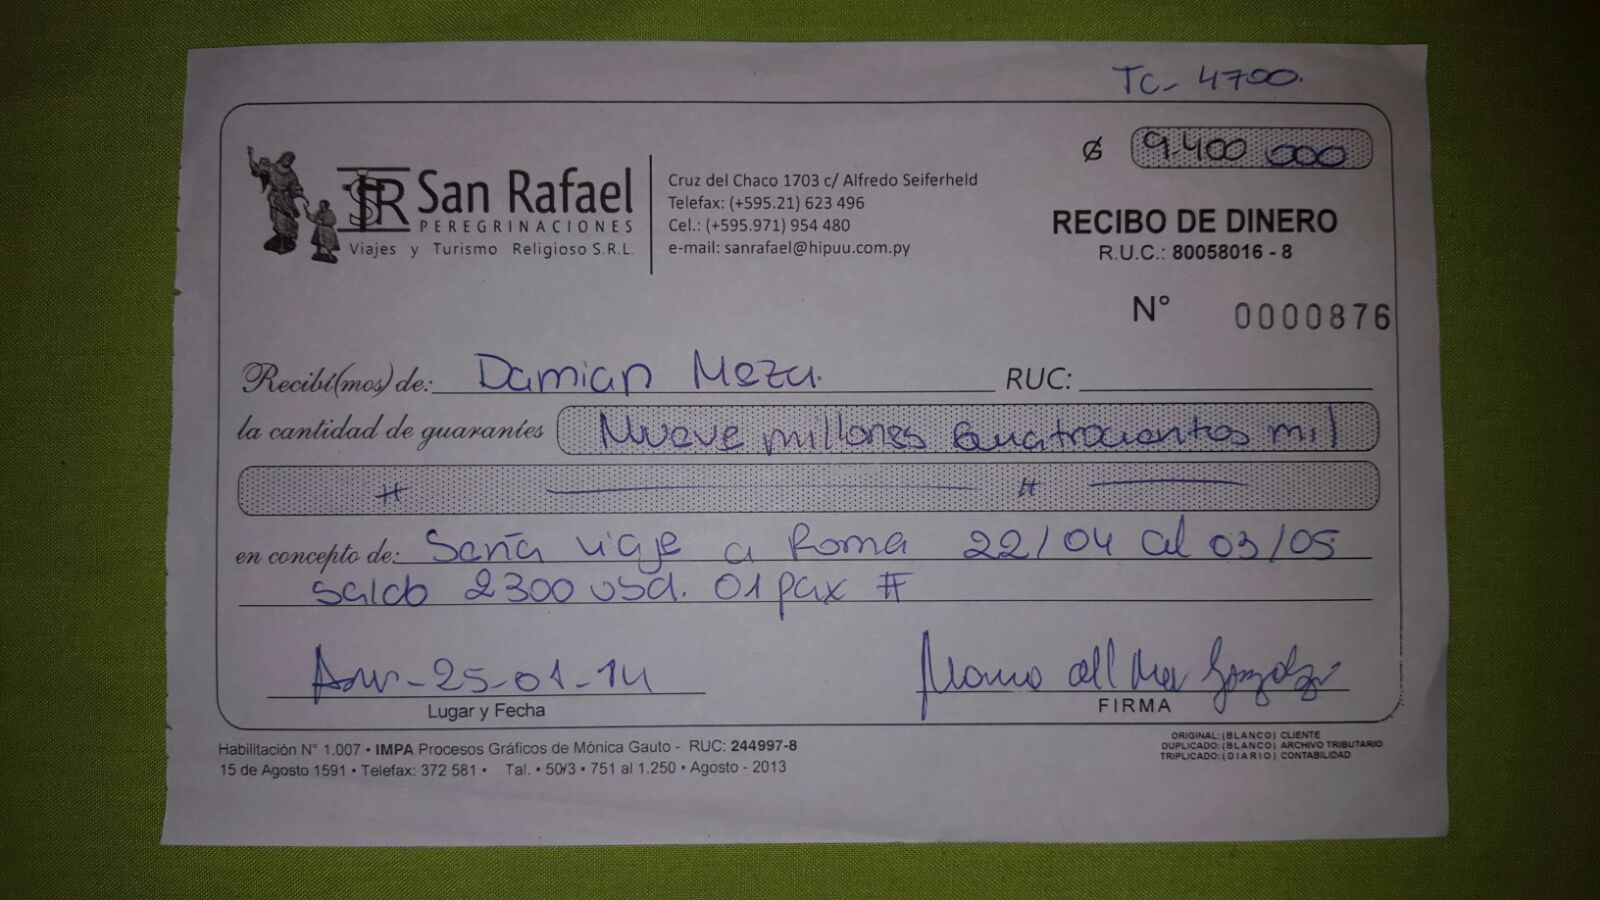 TC- 4700.
₲ 9.400 000
San Rafael
PEREGRINACIONES
Viajes y Turismo Religioso S.R.L.
Cruz del Chaco 1703 c/ Alfredo Seiferheld
Telefax: (+595.21) 623 496
Cel.: (+595.971) 954 480
e-mail: sanrafael@hipuu.com.py
RECIBO DE DINERO
R.U.C.: 80058016 - 8
N° 0000876
Recibí(mos) de: Damian Meza. RUC:
la cantidad de guaraníes Nueve millones cuatrocientos mil
# #
en concepto de: Seña viaje a Roma 22/04 al 03/05
saldo 2300 usd. 01 pax #
Asu-25-01-14
Lugar y Fecha
FIRMA
Habilitación N° 1.007 • IMPA Procesos Gráficos de Mónica Gauto - RUC: 244997-8
15 de Agosto 1591 • Telefax: 372 581 • Tal. • 50/3 • 751 al 1.250 • Agosto - 2013
ORIGINAL: (BLANCO) CLIENTE
DUPLICADO: (BLANCO) ARCHIVO TRIBUTARIO
TRIPLICADO: (DIARIO) CONTABILIDAD